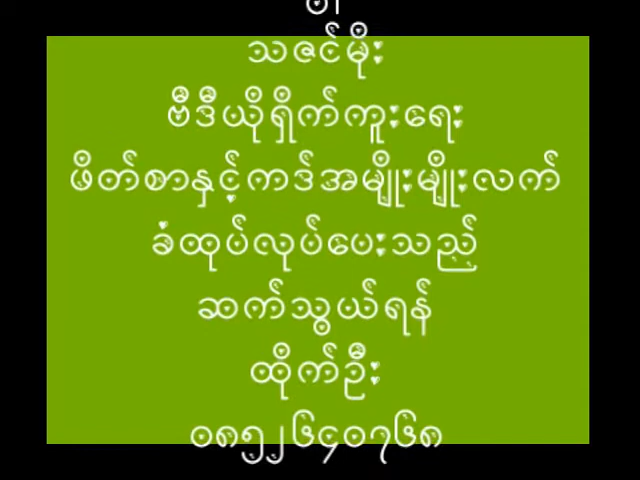 သဇင်မိုး
ဗီဒီယိုရိုက်ကူးရေး
ဖိတ်စာနှင့်ကဒ်အမျိုးမျိုးလက်
ခံထုပ်လုပ်ပေးသည်
ဆက်သွယ်ရန်
ထိုက်ဦး
၀၈၅၂၆၄၀၇၆၈